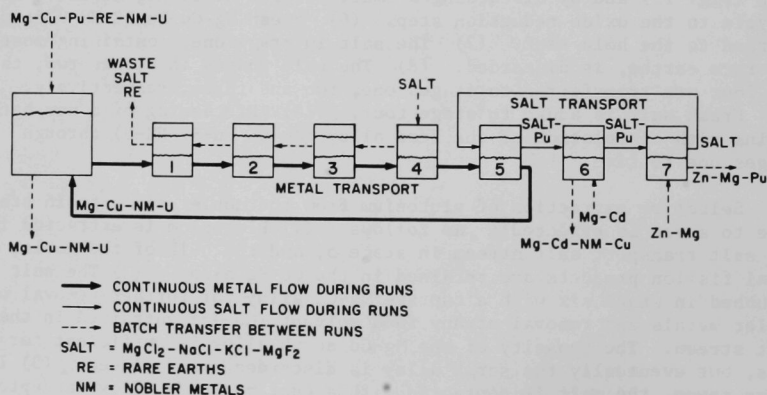 Mg-Cu-Pu-RE-NM-U
WASTE
SALT
RE
SALT
SALT TRANSPORT
SALT-
Pu
SALT-
Pu
SALT
1
2
3
4
5
6
7
METAL TRANSPORT
Zn-Mg-Pu
Mg-Cu-NM-U
Mg-Cd
Zn-Mg
Mg-Cu-NM-U
Mg-Cd-NM-Cu
CONTINUOUS METAL FLOW DURING RUNS
CONTINUOUS SALT FLOW DURING RUNS
BATCH TRANSFER BETWEEN RUNS
SALT = MgCl2-NaCl-KCl-MgF2
RE = RARE EARTHS
NM = NOBLER METALS